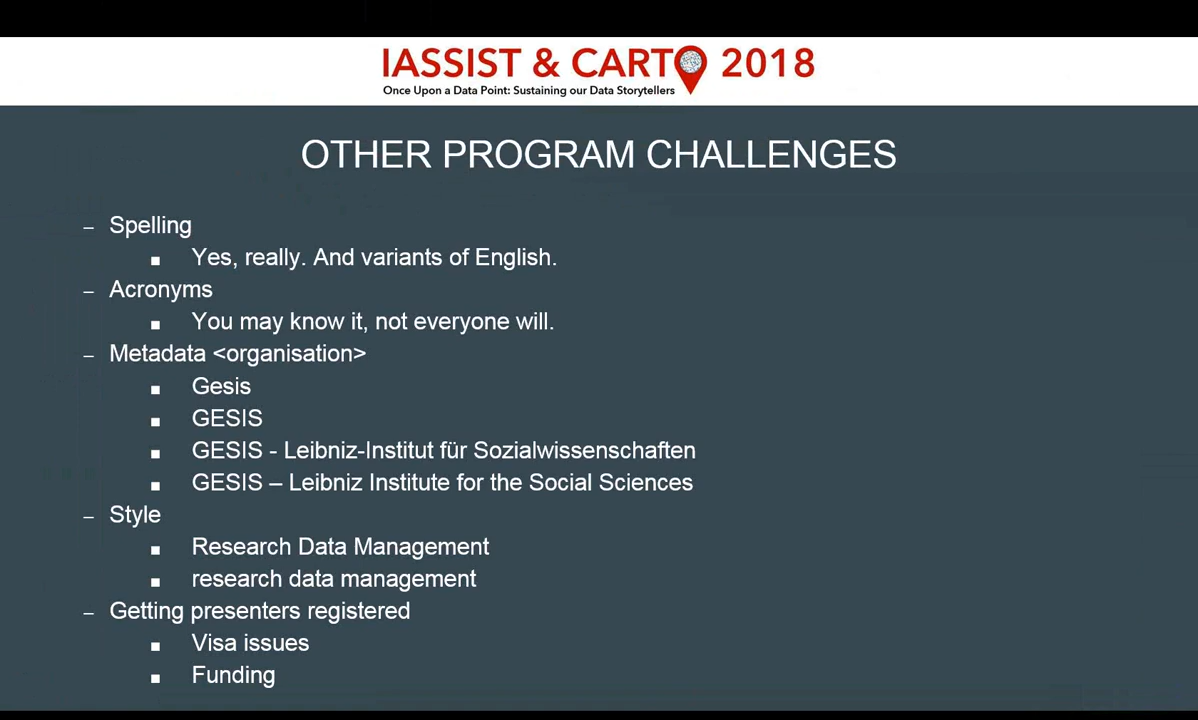 IASSIST & CARTO 2018
Once Upon a Data Point: Sustaining our Data Storytellers
OTHER PROGRAM CHALLENGES
– Spelling
▪ Yes, really. And variants of English.
– Acronyms
▪ You may know it, not everyone will.
– Metadata <organisation>
▪ Gesis
▪ GESIS
▪ GESIS - Leibniz-Institut für Sozialwissenschaften
▪ GESIS – Leibniz Institute for the Social Sciences
– Style
▪ Research Data Management
▪ research data management
– Getting presenters registered
▪ Visa issues
▪ Funding